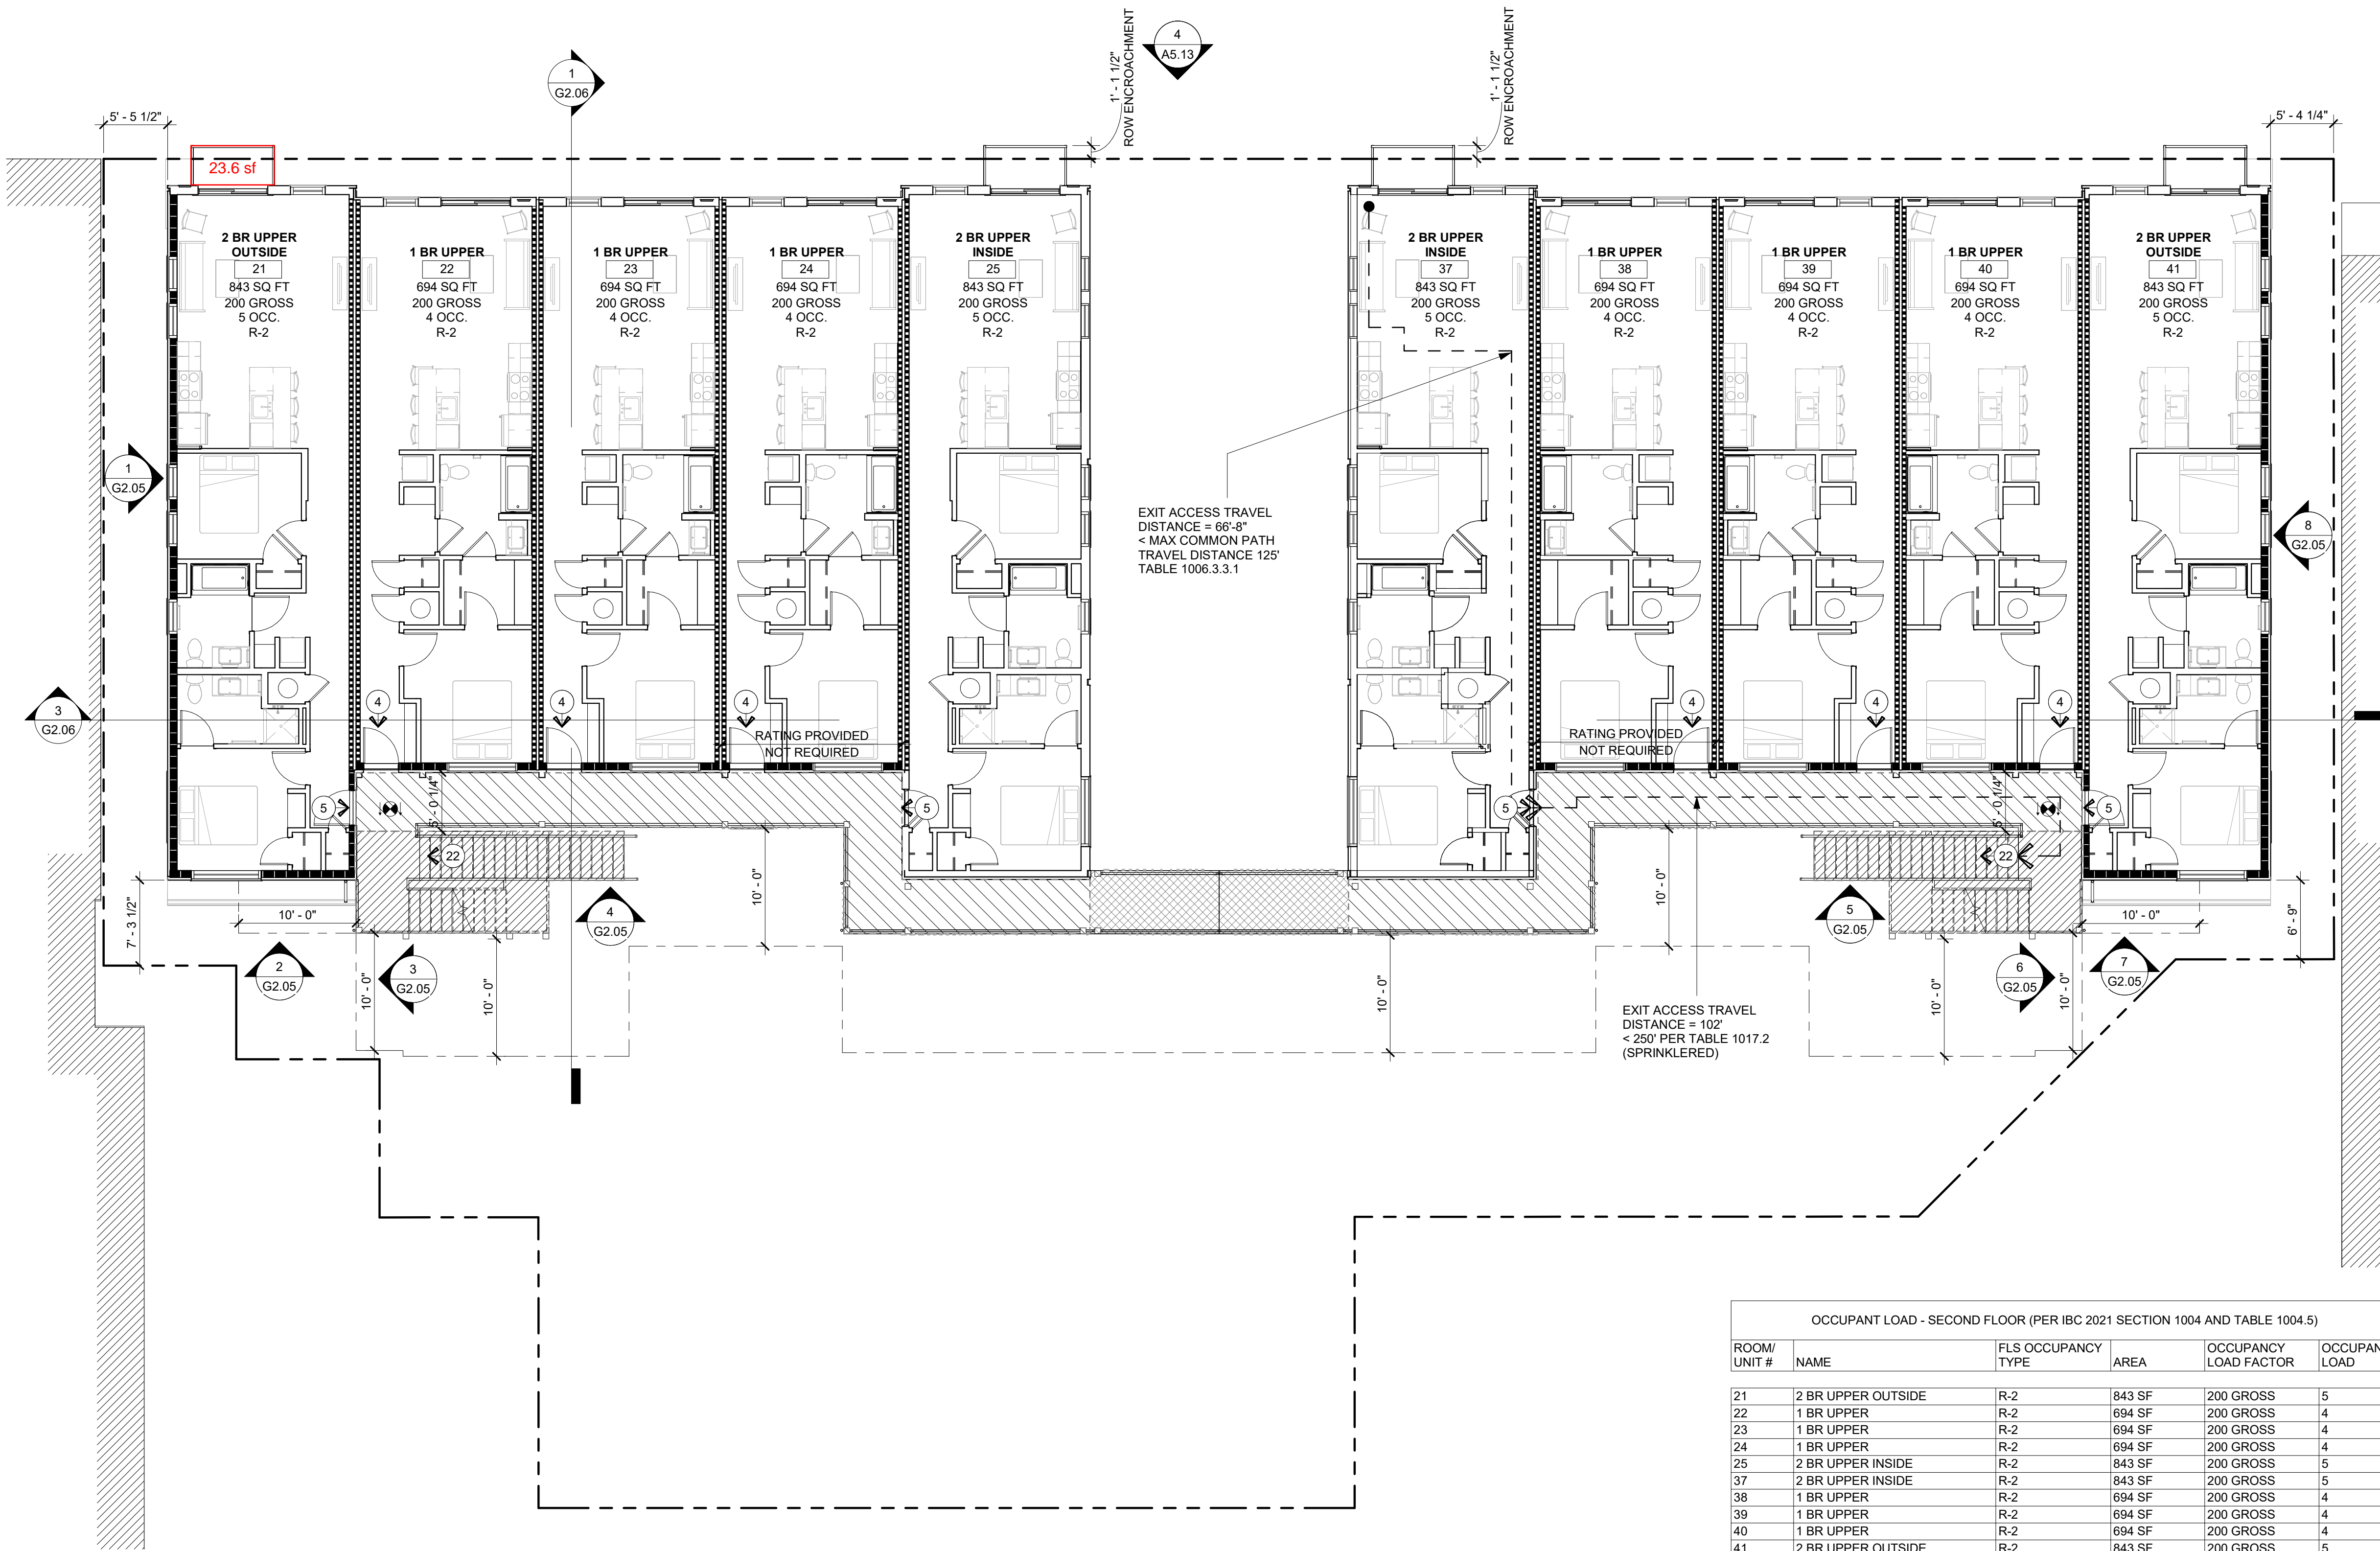 4
A5.13
1
G2.06
1' - 1 1/2"
ROW ENCROACHMENT
1' - 1 1/2"
ROW ENCROACHMENT
5' - 5 1/2"
5' - 4 1/4"
23.6 sf
2 BR UPPER
OUTSIDE
21
843 SQ FT
200 GROSS
5 OCC.
R-2
1 BR UPPER
22
694 SQ FT
200 GROSS
4 OCC.
R-2
1 BR UPPER
23
694 SQ FT
200 GROSS
4 OCC.
R-2
1 BR UPPER
24
694 SQ FT
200 GROSS
4 OCC.
R-2
2 BR UPPER
INSIDE
25
843 SQ FT
200 GROSS
5 OCC.
R-2
2 BR UPPER
INSIDE
37
843 SQ FT
200 GROSS
5 OCC.
R-2
1 BR UPPER
38
694 SQ FT
200 GROSS
4 OCC.
R-2
1 BR UPPER
39
694 SQ FT
200 GROSS
4 OCC.
R-2
1 BR UPPER
40
694 SQ FT
200 GROSS
4 OCC.
R-2
2 BR UPPER
OUTSIDE
41
843 SQ FT
200 GROSS
5 OCC.
R-2
1
G2.05
8
G2.05
EXIT ACCESS TRAVEL
DISTANCE = 66'-8"
< MAX COMMON PATH
TRAVEL DISTANCE 125'
TABLE 1006.3.3.1
3
G2.06
4
4
4
4
4
4
RATING PROVIDED
NOT REQUIRED
RATING PROVIDED
NOT REQUIRED
5
5
5
5
5' - 0 1/4"
5' - 0 1/4"
22
22
10' - 0"
10' - 0"
7' - 3 1/2"
6' - 9"
10' - 0"
10' - 0"
4
G2.05
5
G2.05
2
G2.05
3
G2.05
6
G2.05
7
G2.05
10' - 0"
10' - 0"
10' - 0"
10' - 0"
10' - 0"
EXIT ACCESS TRAVEL
DISTANCE = 102'
< 250' PER TABLE 1017.2
(SPRINKLERED)
OCCUPANT LOAD - SECOND FLOOR (PER IBC 2021 SECTION 1004 AND TABLE 1004.5)
ROOM/ UNIT # NAME FLS OCCUPANCY TYPE AREA OCCUPANCY LOAD FACTOR OCCUPAN LOAD
21 2 BR UPPER OUTSIDE R-2 843 SF 200 GROSS 5
22 1 BR UPPER R-2 694 SF 200 GROSS 4
23 1 BR UPPER R-2 694 SF 200 GROSS 4
24 1 BR UPPER R-2 694 SF 200 GROSS 4
25 2 BR UPPER INSIDE R-2 843 SF 200 GROSS 5
37 2 BR UPPER INSIDE R-2 843 SF 200 GROSS 5
38 1 BR UPPER R-2 694 SF 200 GROSS 4
39 1 BR UPPER R-2 694 SF 200 GROSS 4
40 1 BR UPPER R-2 694 SF 200 GROSS 4
41 2 BR UPPER OUTSIDE R-2 843 SF 200 GROSS 5